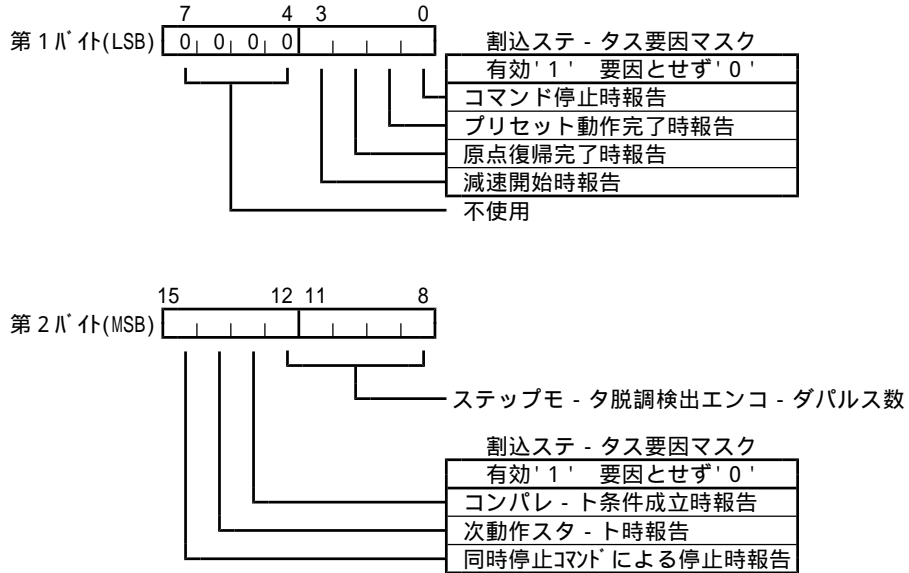 7 4 3 0
第1バイト(LSB) 0 0 0 0 割込ステ-タス要因マスク
有効'1' 要因とせず'0'
コマンド停止時報告
プリセット動作完了時報告
原点復帰完了時報告
減速開始時報告
不使用
15 12 11 8
第2バイト(MSB)
ステップモ-タ脱調検出エンコ-ダパルス数
割込ステ-タス要因マスク
有効'1' 要因とせず'0'
コンパレ-ト条件成立時報告
次動作スタ-ト時報告
同時停止コマンドによる停止時報告